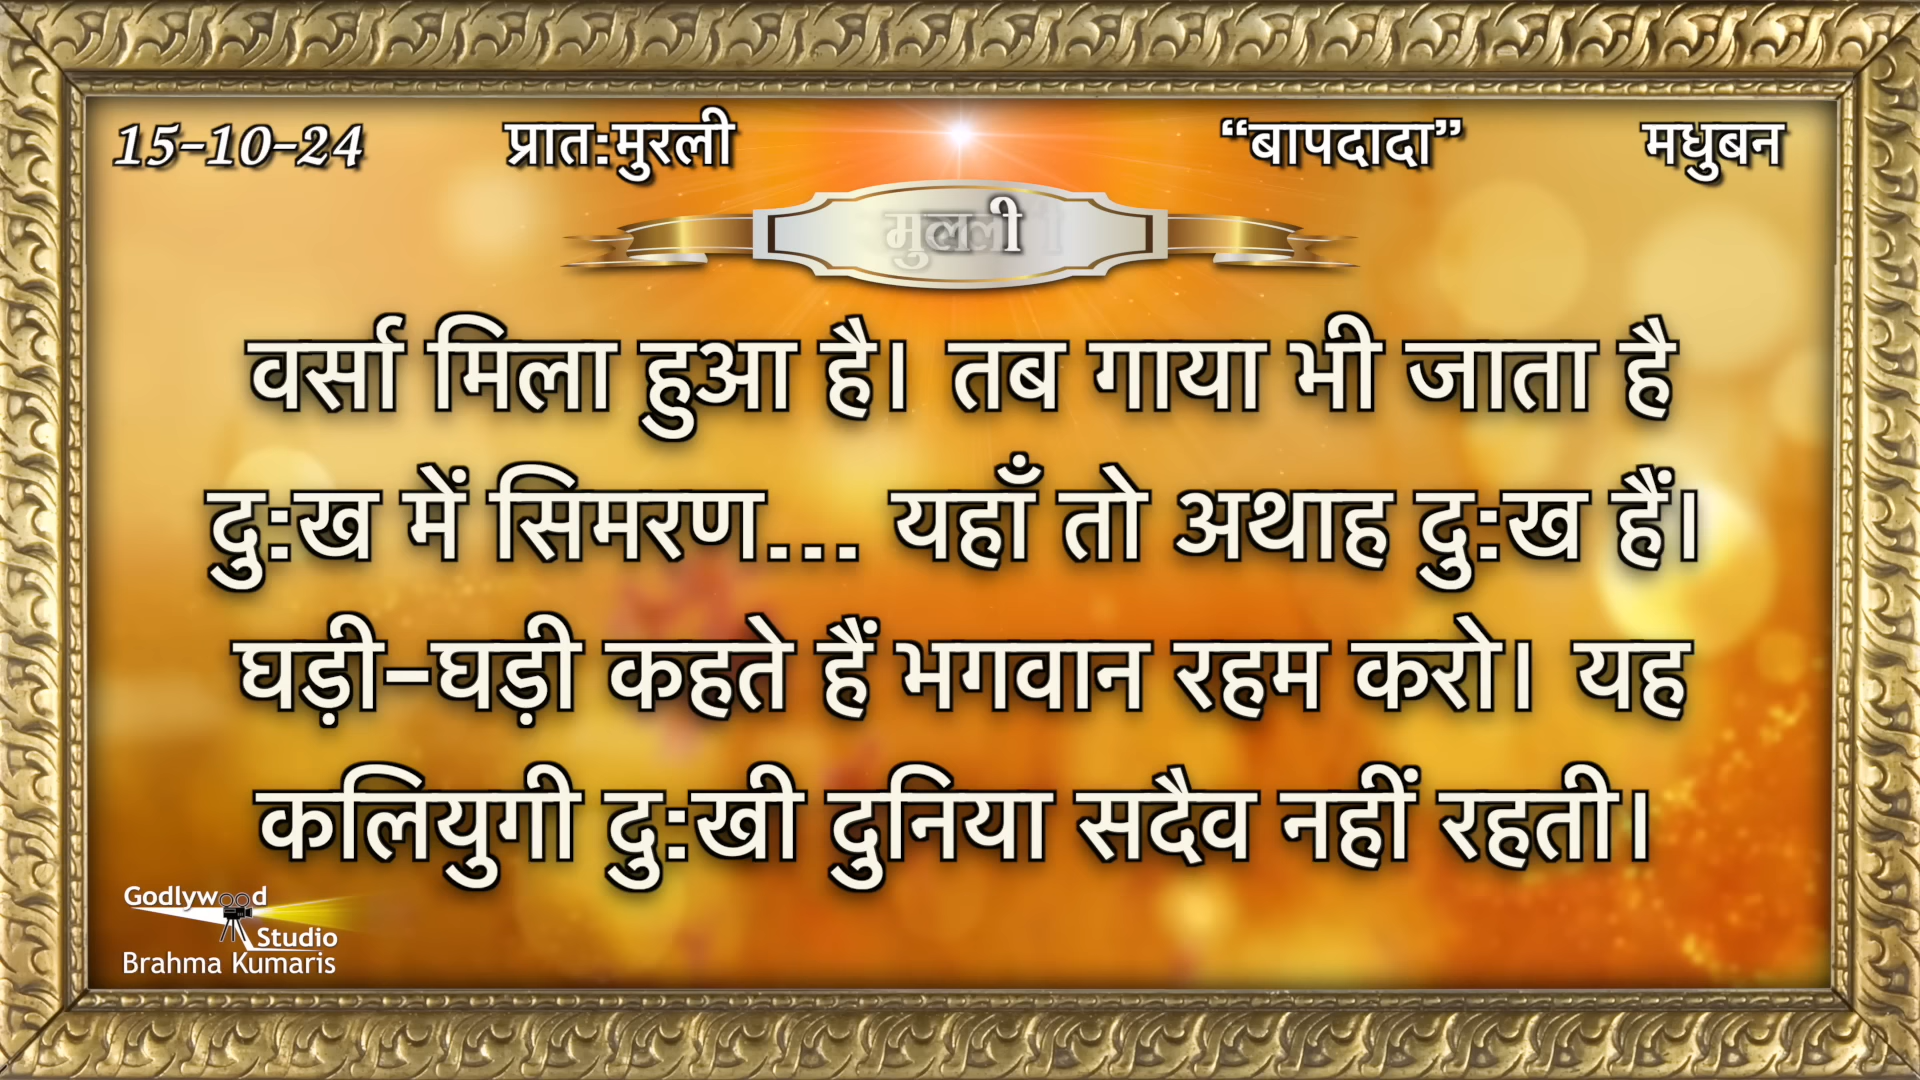 15-10-24 प्रात:मुरली “बापदादा” मधुबन
वर्सा मिला हुआ है। तब गाया भी जाता है
दु:ख में सिमरण... यहाँ तो अथाह दु:ख हैं।
घड़ी-घड़ी कहते हैं भगवान रहम करो। यह
कलियुगी दु:खी दुनिया सदैव नहीं रहती।
Godlywood
Studio
Brahma Kumaris